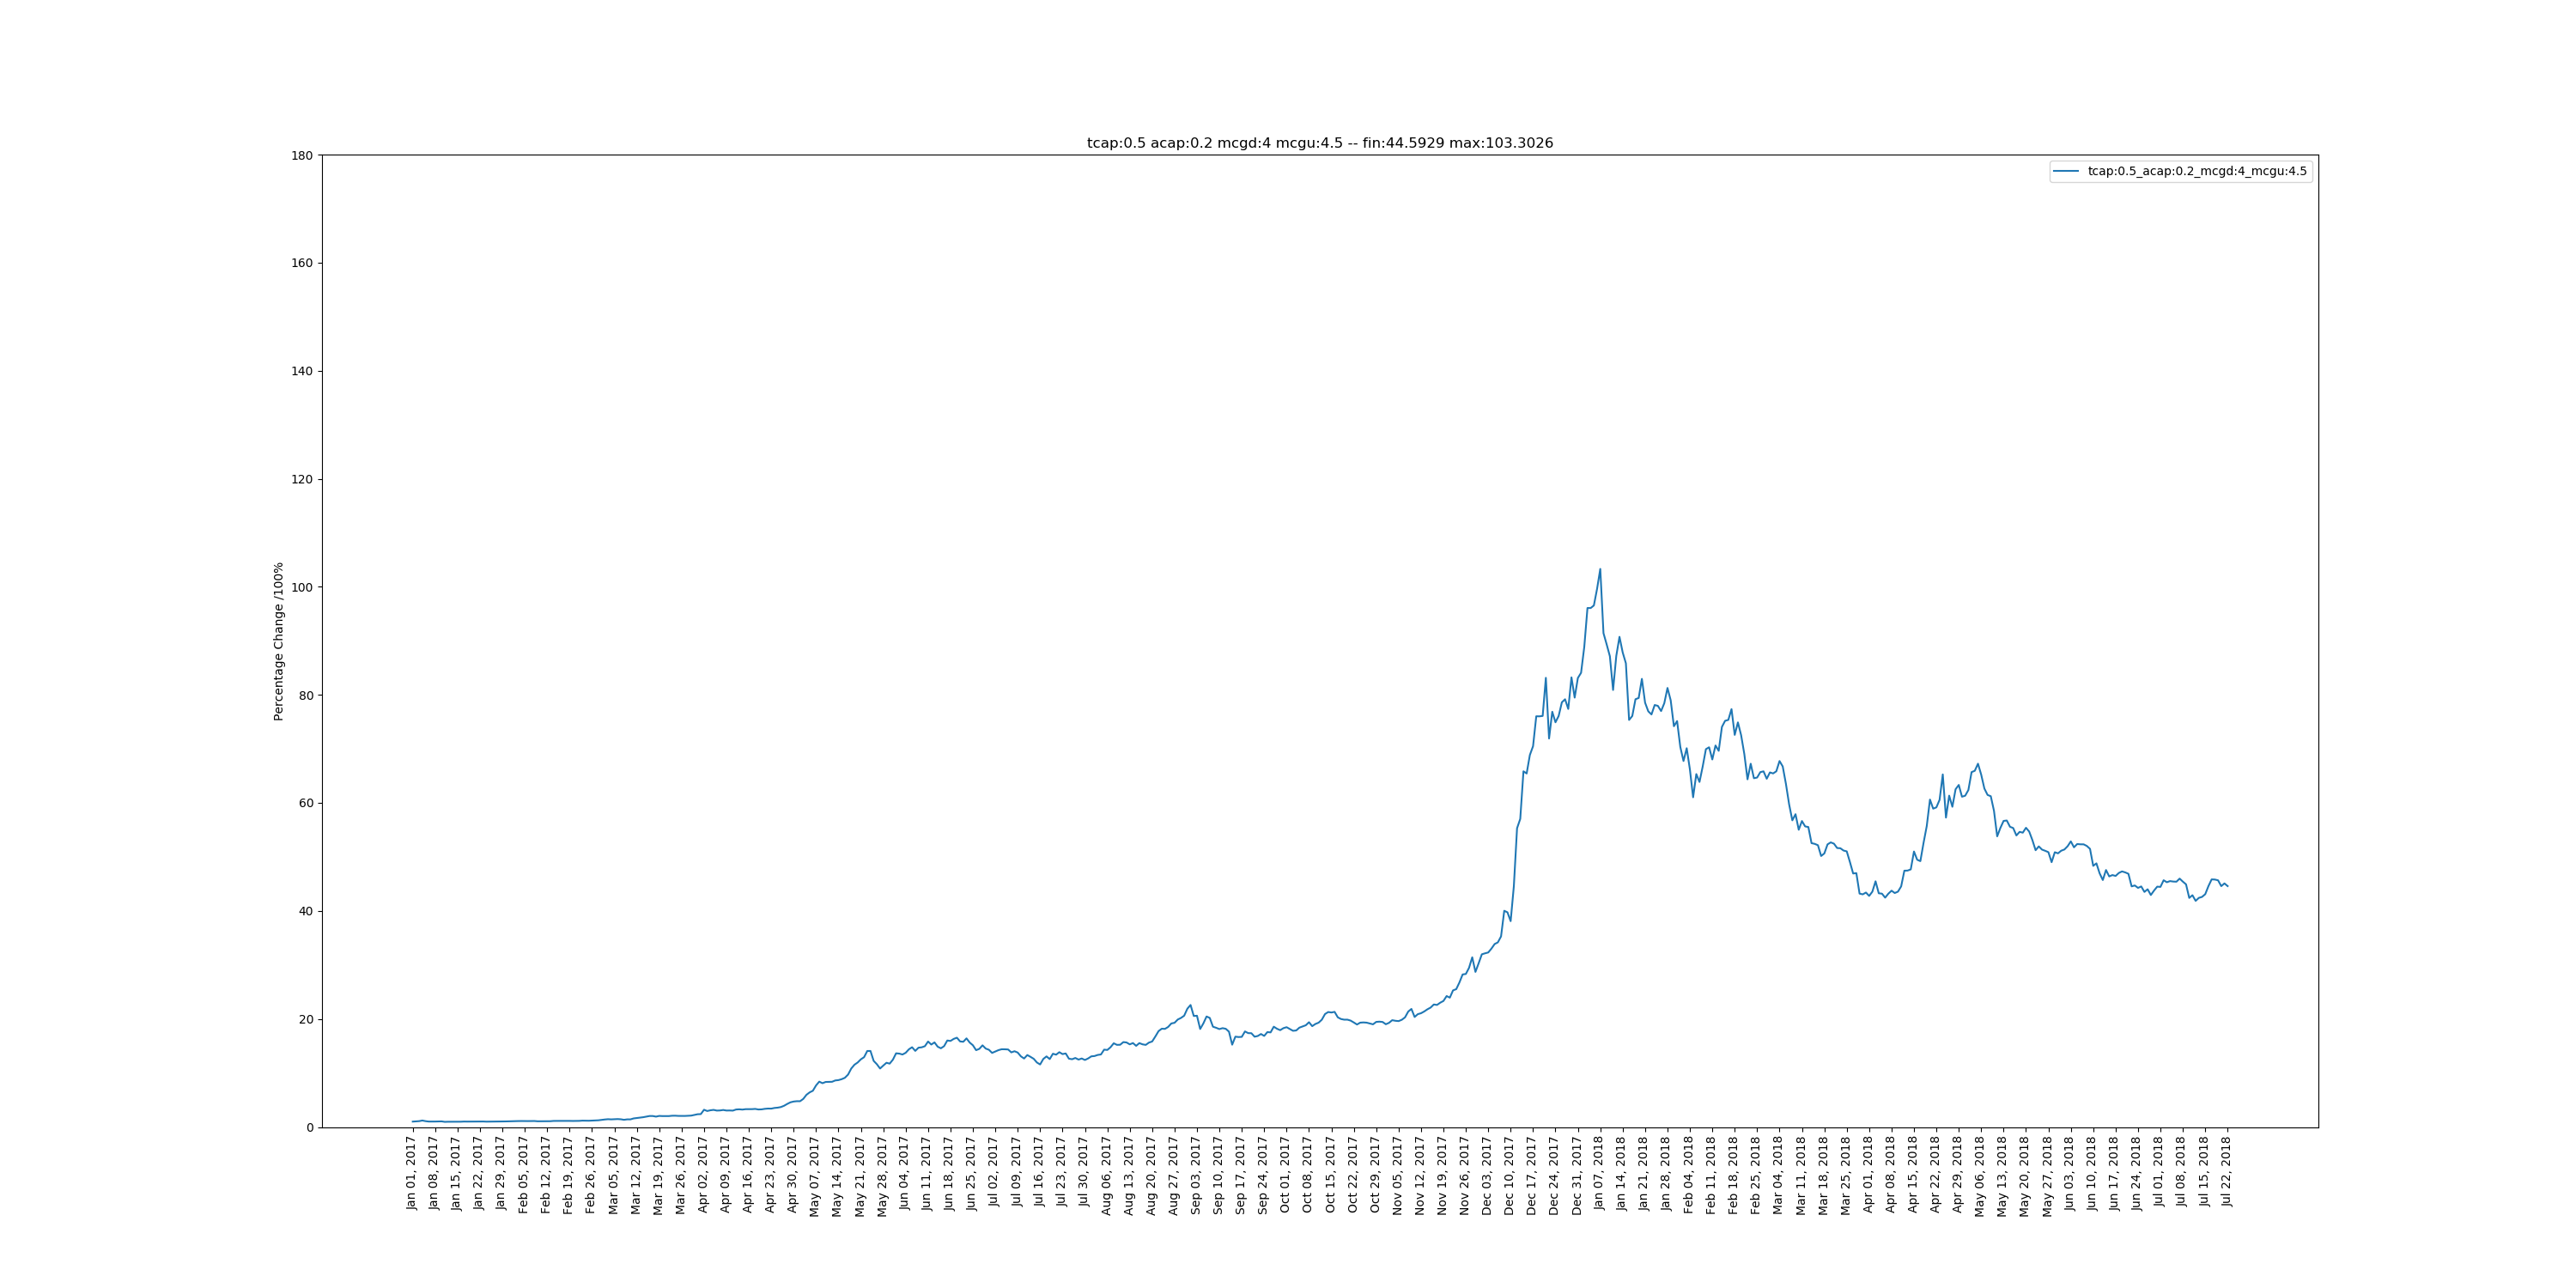 tcap:0.5 acap:0.2 mcgd:4 mcgu:4.5 -- fin:44.5929 max:103.3026
tcap:0.5_acap:0.2_mcgd:4_mcgu:4.5
Percentage Change /100%
180
160
140
120
100
80
60
40
20
0
Jan 01, 2017
Jan 08, 2017
Jan 15, 2017
Jan 22, 2017
Jan 29, 2017
Feb 05, 2017
Feb 12, 2017
Feb 19, 2017
Feb 26, 2017
Mar 05, 2017
Mar 12, 2017
Mar 19, 2017
Mar 26, 2017
Apr 02, 2017
Apr 09, 2017
Apr 16, 2017
Apr 23, 2017
Apr 30, 2017
May 07, 2017
May 14, 2017
May 21, 2017
May 28, 2017
Jun 04, 2017
Jun 11, 2017
Jun 18, 2017
Jun 25, 2017
Jul 02, 2017
Jul 09, 2017
Jul 16, 2017
Jul 23, 2017
Jul 30, 2017
Aug 06, 2017
Aug 13, 2017
Aug 20, 2017
Aug 27, 2017
Sep 03, 2017
Sep 10, 2017
Sep 17, 2017
Sep 24, 2017
Oct 01, 2017
Oct 08, 2017
Oct 15, 2017
Oct 22, 2017
Oct 29, 2017
Nov 05, 2017
Nov 12, 2017
Nov 19, 2017
Nov 26, 2017
Dec 03, 2017
Dec 10, 2017
Dec 17, 2017
Dec 24, 2017
Dec 31, 2017
Jan 07, 2018
Jan 14, 2018
Jan 21, 2018
Jan 28, 2018
Feb 04, 2018
Feb 11, 2018
Feb 18, 2018
Feb 25, 2018
Mar 04, 2018
Mar 11, 2018
Mar 18, 2018
Mar 25, 2018
Apr 01, 2018
Apr 08, 2018
Apr 15, 2018
Apr 22, 2018
Apr 29, 2018
May 06, 2018
May 13, 2018
May 20, 2018
May 27, 2018
Jun 03, 2018
Jun 10, 2018
Jun 17, 2018
Jun 24, 2018
Jul 01, 2018
Jul 08, 2018
Jul 15, 2018
Jul 22, 2018